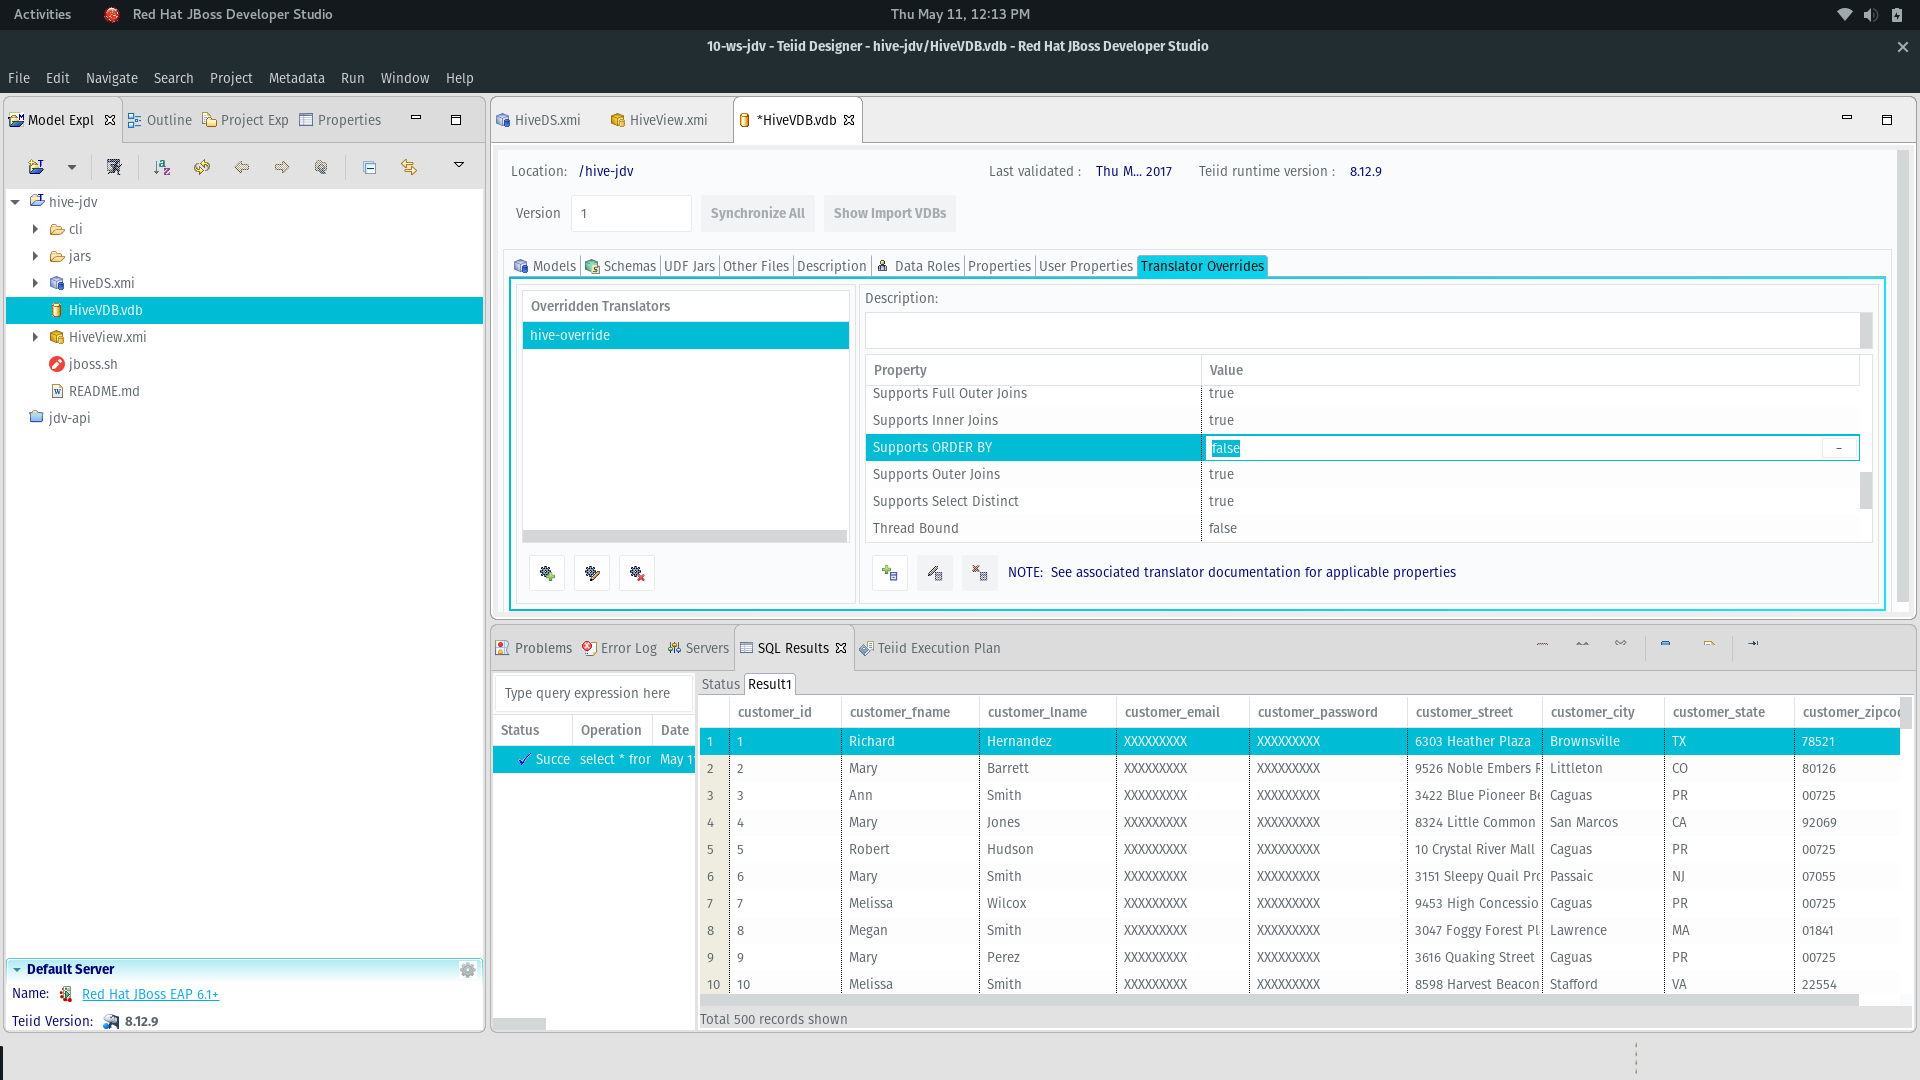 Activities Red Hat JBoss Developer Studio Thu May 11, 12:13 PM
10-ws-jdv - Teiid Designer - hive-jdv/HiveVDB.vdb - Red Hat JBoss Developer Studio
File Edit Navigate Search Project Metadata Run Window Help
Model Expl Outline Project Exp Properties
hive-jdv
cli
jars
HiveDS.xmi
HiveVDB.vdb
HiveView.xmi
jboss.sh
README.md
jdv-api
Default Server
Name: Red Hat JBoss EAP 6.1+
Teiid Version: 8.12.9
HiveDS.xmi HiveView.xmi *HiveVDB.vdb
Location: /hive-jdv Last validated : Thu M... 2017 Teiid runtime version : 8.12.9
Version 1 Synchronize All Show Import VDBs
Models Schemas UDF Jars Other Files Description Data Roles Properties User Properties Translator Overrides
Overridden Translators
hive-override
Description:
Property Value
Supports Full Outer Joins true
Supports Inner Joins true
Supports ORDER BY false
Supports Outer Joins true
Supports Select Distinct true
Thread Bound false
NOTE: See associated translator documentation for applicable properties
Problems Error Log Servers SQL Results Teiid Execution Plan
Type query expression here
Status Operation Date
Succe select * fror May 1
Status Result1
customer_id customer_fname customer_lname customer_email customer_password customer_street customer_city customer_state customer_zipco
1 1 Richard Hernandez XXXXXXXXX XXXXXXXXX 6303 Heather Plaza Brownsville TX 78521
2 2 Mary Barrett XXXXXXXXX XXXXXXXXX 9526 Noble Embers R Littleton CO 80126
3 3 Ann Smith XXXXXXXXX XXXXXXXXX 3422 Blue Pioneer Be Caguas PR 00725
4 4 Mary Jones XXXXXXXXX XXXXXXXXX 8324 Little Common San Marcos CA 92069
5 5 Robert Hudson XXXXXXXXX XXXXXXXXX 10 Crystal River Mall Caguas PR 00725
6 6 Mary Smith XXXXXXXXX XXXXXXXXX 3151 Sleepy Quail Pro Passaic NJ 07055
7 7 Melissa Wilcox XXXXXXXXX XXXXXXXXX 9453 High Concessio Caguas PR 00725
8 8 Megan Smith XXXXXXXXX XXXXXXXXX 3047 Foggy Forest Pl Lawrence MA 01841
9 9 Mary Perez XXXXXXXXX XXXXXXXXX 3616 Quaking Street Caguas PR 00725
10 10 Melissa Smith XXXXXXXXX XXXXXXXXX 8598 Harvest Beacon Stafford VA 22554
Total 500 records shown